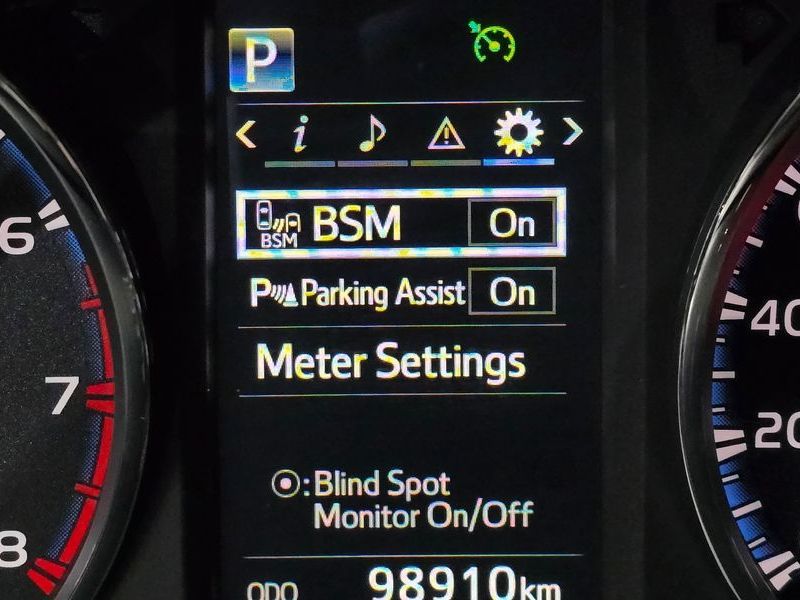 P
i
BSM BSM On
P Parking Assist On
Meter Settings
:Blind Spot
Monitor On/Off
ODO 98910km
6
7
8
40
20